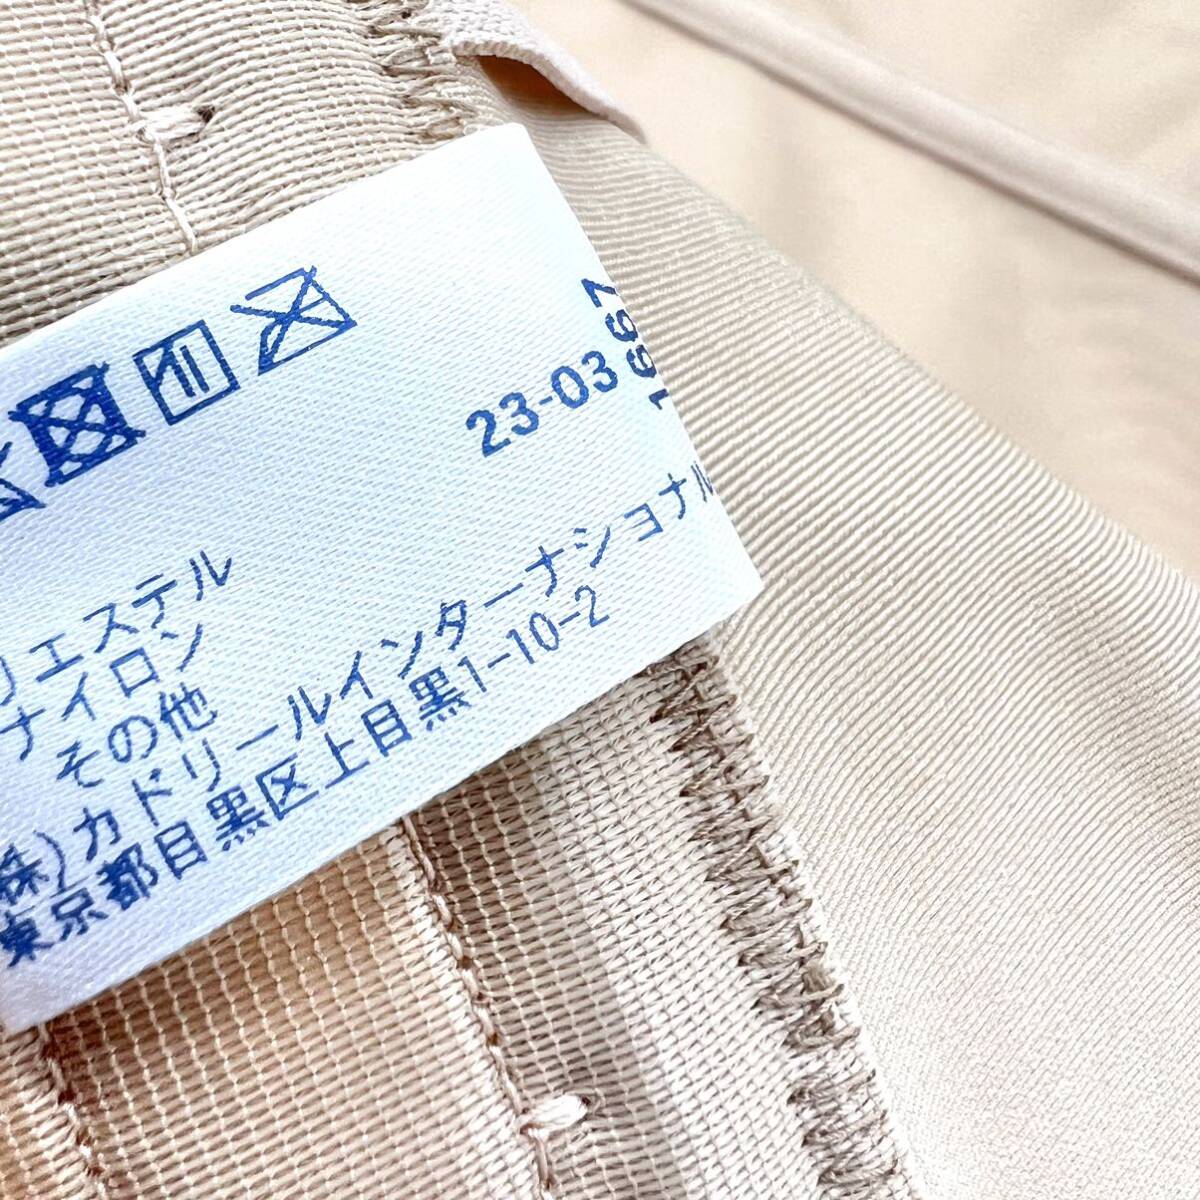 23-03
1667
リエステル
ナイロン
その他
株)カドリールインターナショナル
東京都目黒区上目黒1-10-2